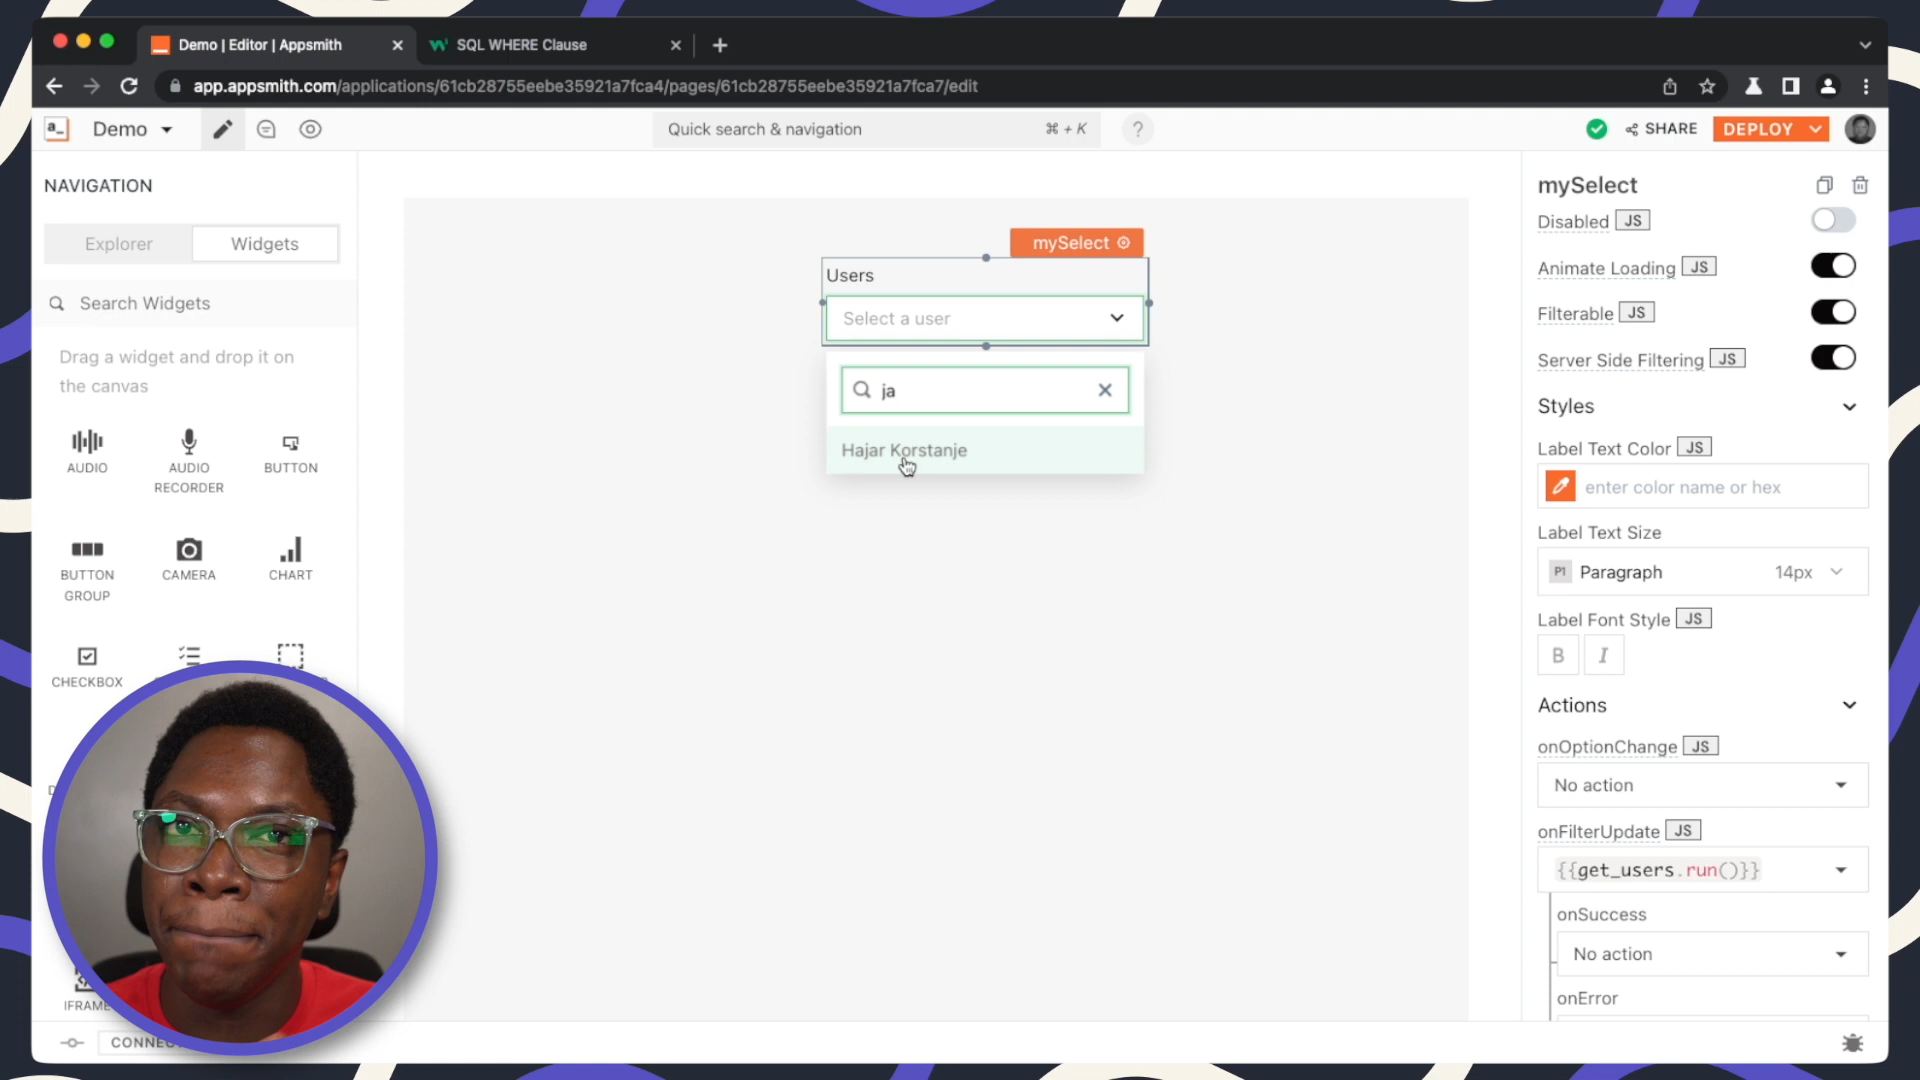 Demo | Editor | Appsmith
SQL WHERE Clause
app.appsmith.com/applications/61cb28755eebe35921a7fca4/pages/61cb28755eebe35921a7fca7/edit
a_
Demo
Quick search & navigation
⌘ + K
?
SHARE
DEPLOY
NAVIGATION
Explorer
Widgets
Search Widgets
Drag a widget and drop it on
the canvas
AUDIO
AUDIO
RECORDER
BUTTON
BUTTON
GROUP
CAMERA
CHART
CHECKBOX
IFRAME
mySelect
Users
Select a user
ja
Hajar Korstanje
mySelect
Disabled JS
Animate Loading JS
Filterable JS
Server Side Filtering JS
Styles
Label Text Color JS
enter color name or hex
Label Text Size
P1 Paragraph 14px
Label Font Style JS
B I
Actions
onOptionChange JS
No action
onFilterUpdate JS
{{get_users.run()}}
onSuccess
No action
onError